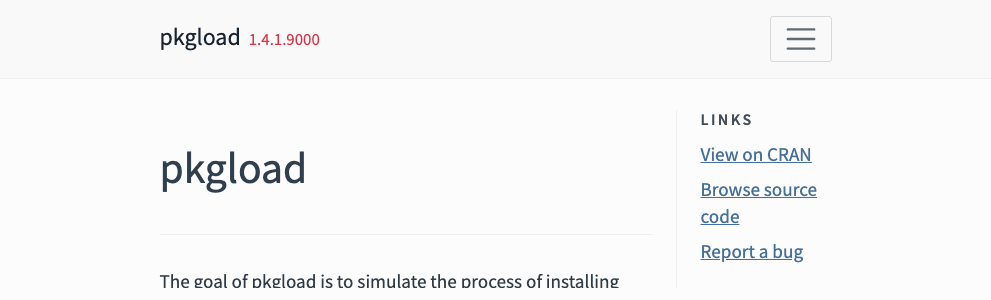 pkgload 1.4.1.9000
pkgload
The goal of pkgload is to simulate the process of installing
LINKS
View on CRAN
Browse source
code
Report a bug